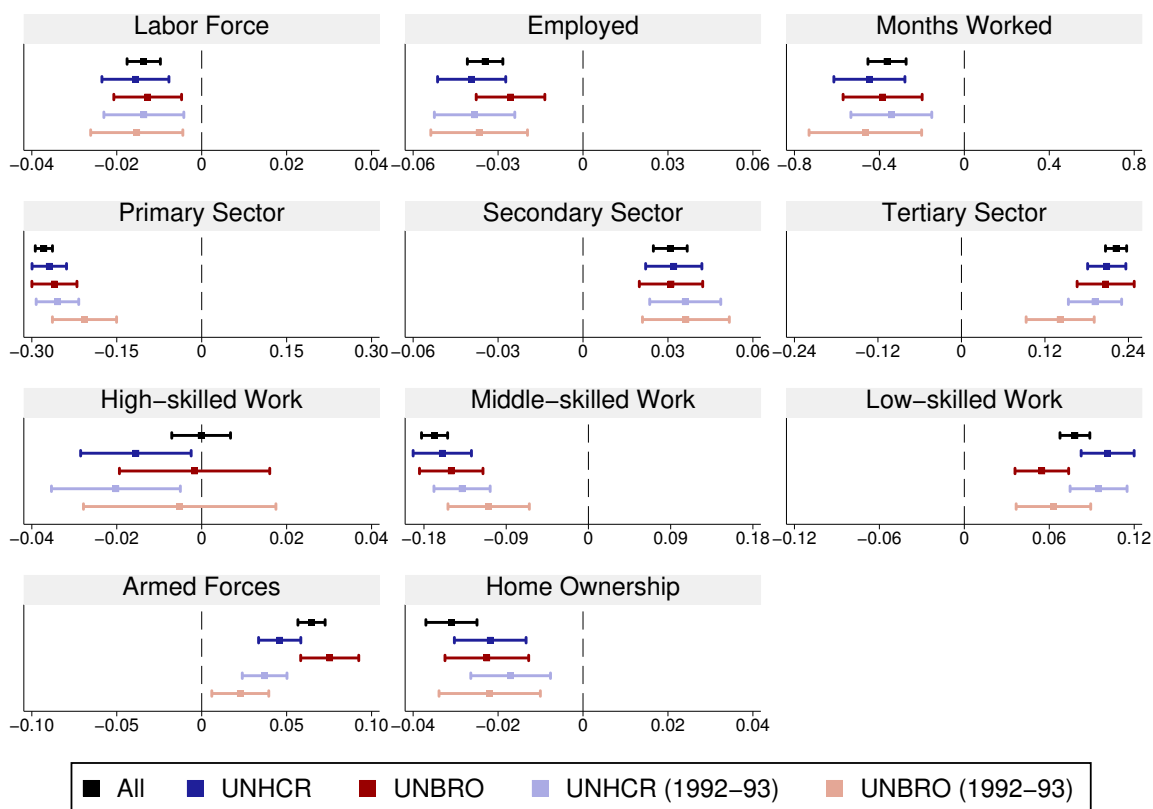 Labor Force Employed Months Worked
−0.04 −0.02 0 0.02 0.04 −0.06 −0.03 0 0.03 0.06 −0.8 −0.4 0 0.4 0.8
Primary Sector Secondary Sector Tertiary Sector
−0.30 −0.15 0 0.15 0.30 −0.06 −0.03 0 0.03 0.06 −0.24 −0.12 0 0.12 0.24
High−skilled Work Middle−skilled Work Low−skilled Work
−0.04 −0.02 0 0.02 0.04 −0.18 −0.09 0 0.09 0.18 −0.12 −0.06 0 0.06 0.12
Armed Forces Home Ownership
−0.10 −0.05 0 0.05 0.10 −0.04 −0.02 0 0.02 0.04
All UNHCR UNBRO UNHCR (1992−93) UNBRO (1992−93)